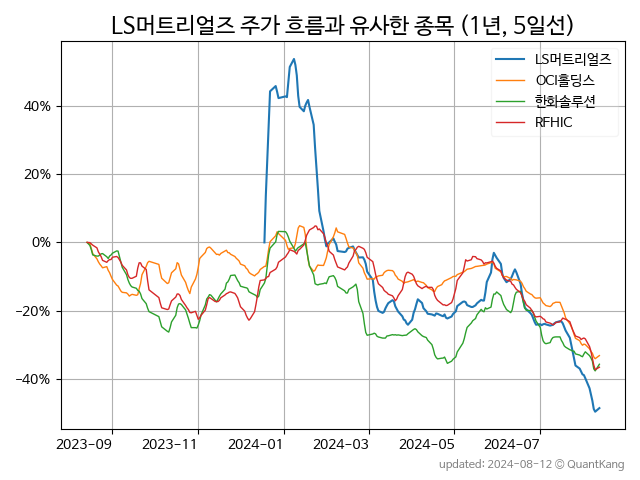 LS머트리얼즈 주가 흐름과 유사한 종목 (1년, 5일선)
LS머트리얼즈
OCI홀딩스
한화솔루션
RFHIC
40%
20%
0%
−20%
−40%
2023-09 2023-11 2024-01 2024-03 2024-05 2024-07
updated: 2024-08-12 © QuantKang